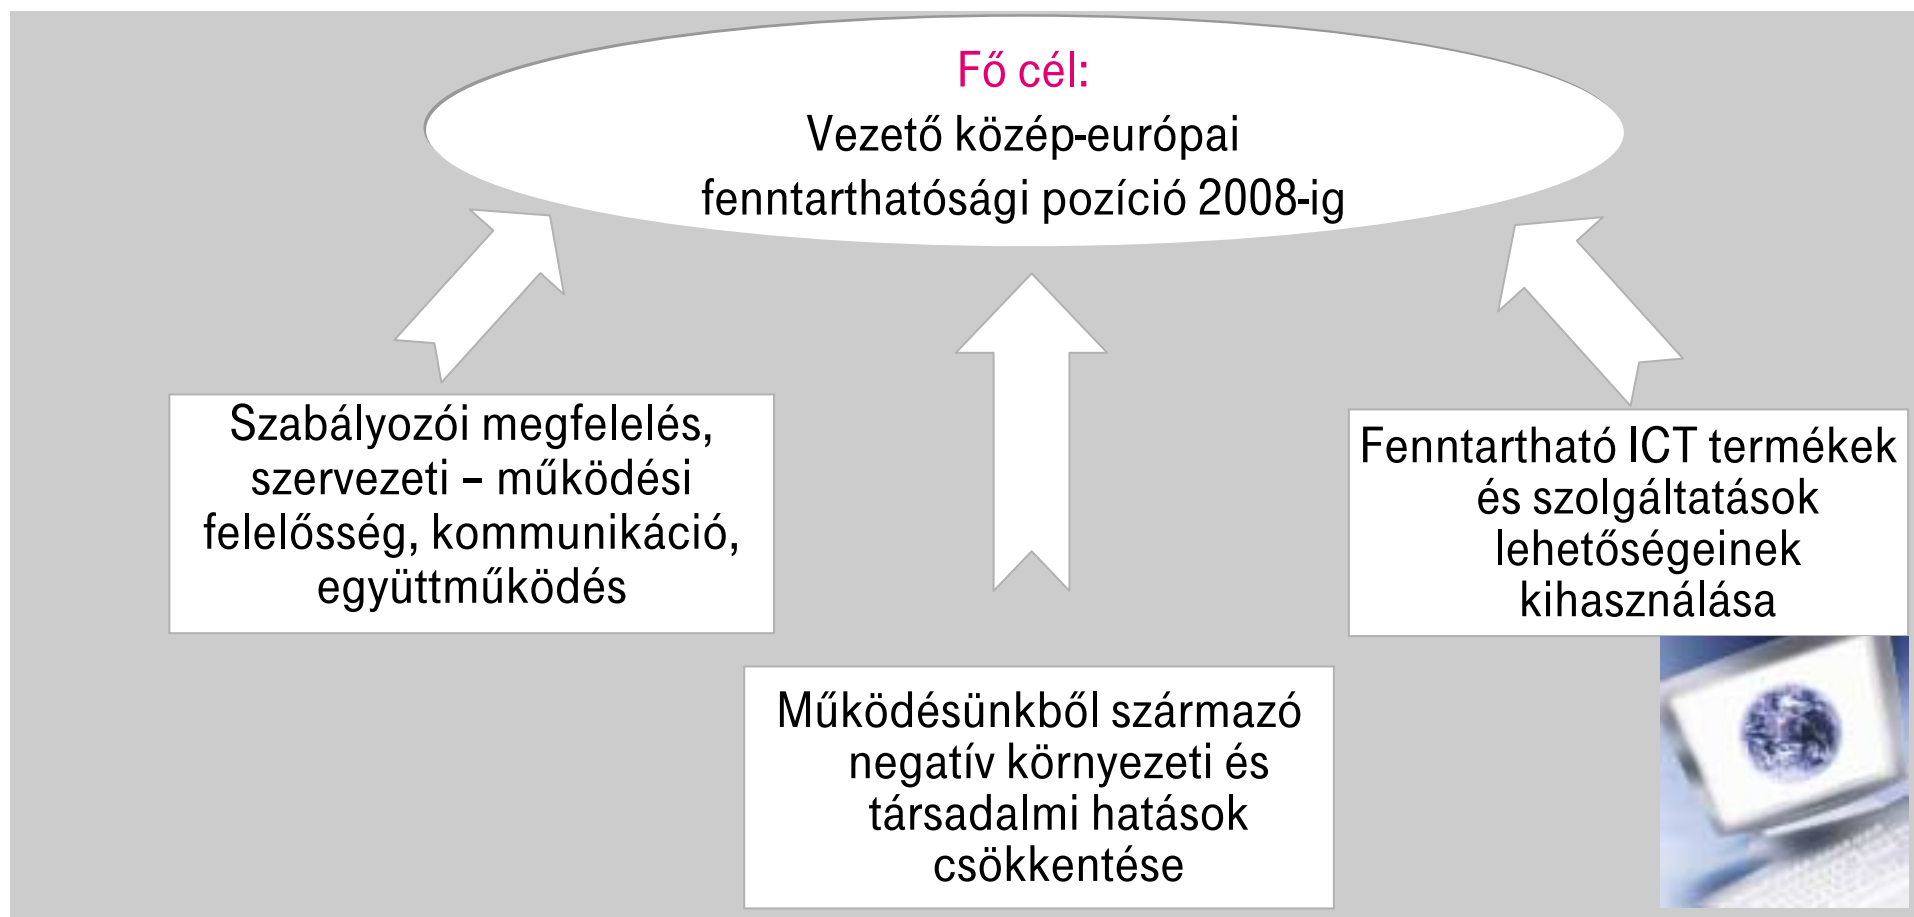 Fő cél:
Vezető közép-európai
fenntarthatósági pozíció 2008-ig
Szabályozói megfelelés,
szervezeti – működési
felelősség, kommunikáció,
együttműködés
Működésünkből származó
negatív környezeti és
társadalmi hatások
csökkentése
Fenntartható ICT termékek
és szolgáltatások
lehetőségeinek
kihasználása